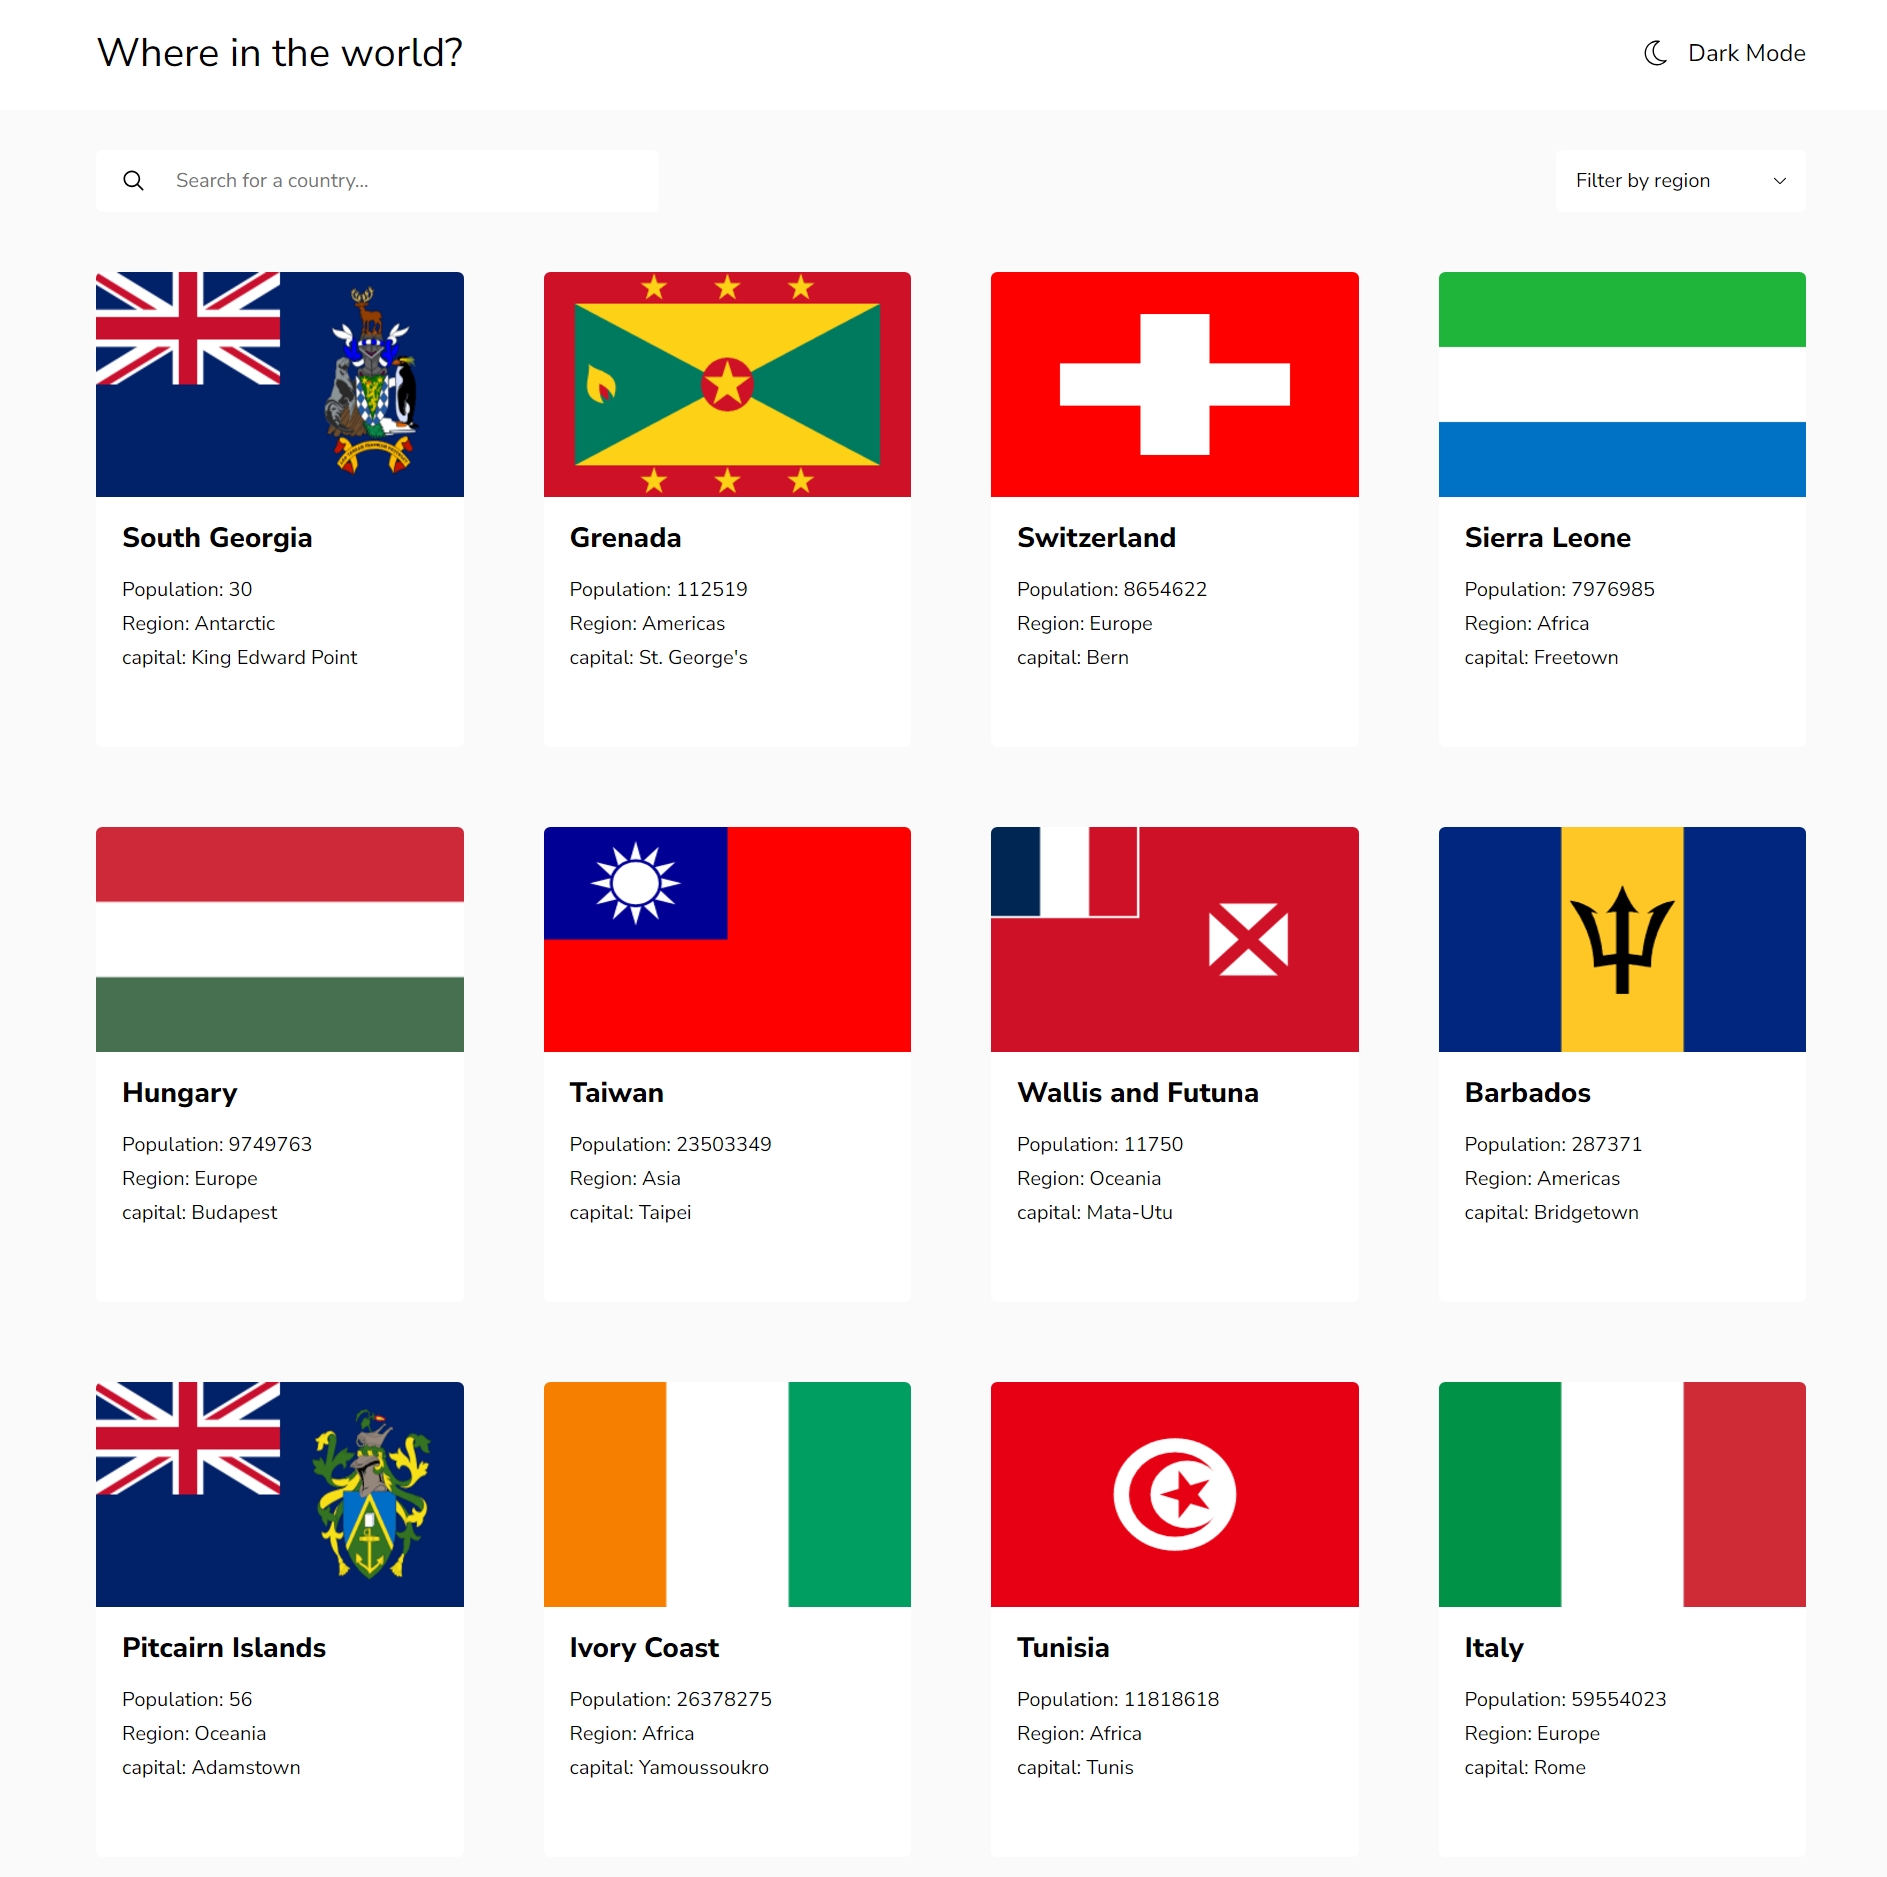 Where in the world?
Dark Mode
Search for a country...
Filter by region
South Georgia
Population: 30
Region: Antarctic
capital: King Edward Point
Grenada
Population: 112519
Region: Americas
capital: St. George's
Switzerland
Population: 8654622
Region: Europe
capital: Bern
Sierra Leone
Population: 7976985
Region: Africa
capital: Freetown
Hungary
Population: 9749763
Region: Europe
capital: Budapest
Taiwan
Population: 23503349
Region: Asia
capital: Taipei
Wallis and Futuna
Population: 11750
Region: Oceania
capital: Mata-Utu
Barbados
Population: 287371
Region: Americas
capital: Bridgetown
Pitcairn Islands
Population: 56
Region: Oceania
capital: Adamstown
Ivory Coast
Population: 26378275
Region: Africa
capital: Yamoussoukro
Tunisia
Population: 11818618
Region: Africa
capital: Tunis
Italy
Population: 59554023
Region: Europe
capital: Rome